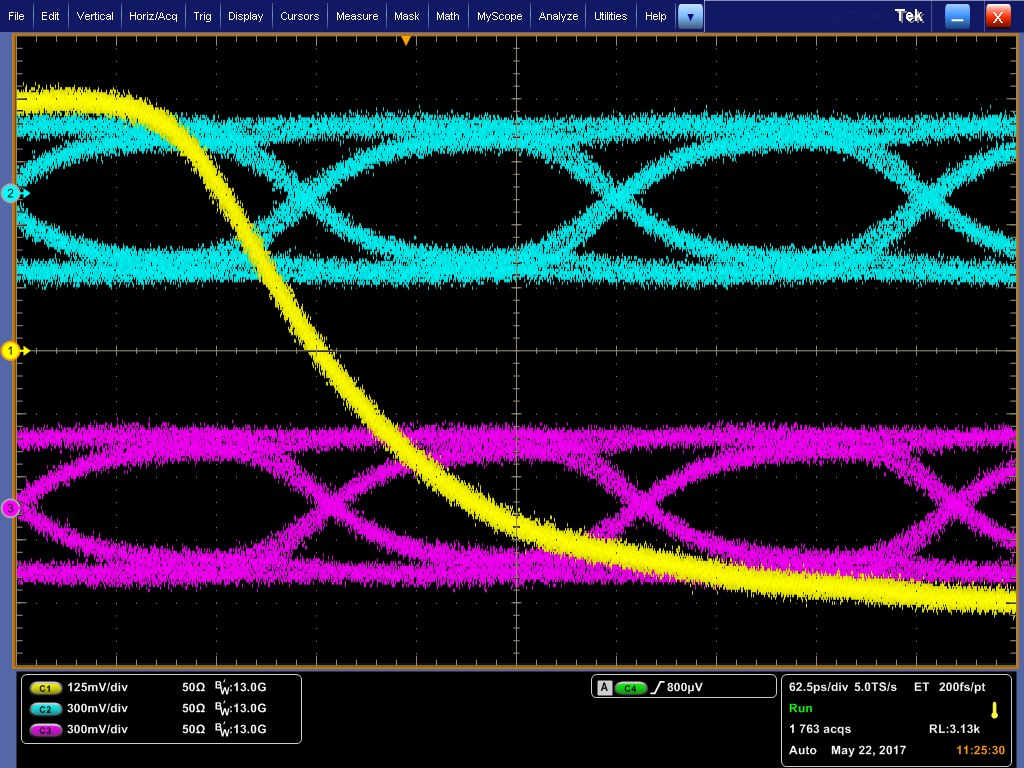 File Edit Vertical Horiz/Acq Trig Display Cursors Measure Mask Math MyScope Analyze Utilities Help Tek X
2
1
3
C1 125mV/div 50Ω B'W:13.0G
C2 300mV/div 50Ω B'W:13.0G
C3 300mV/div 50Ω B'W:13.0G
A C4 800µV
62.5ps/div 5.0TS/s ET 200fs/pt
Run
1 763 acqs RL:3.13k
Auto May 22, 2017 11:25:30